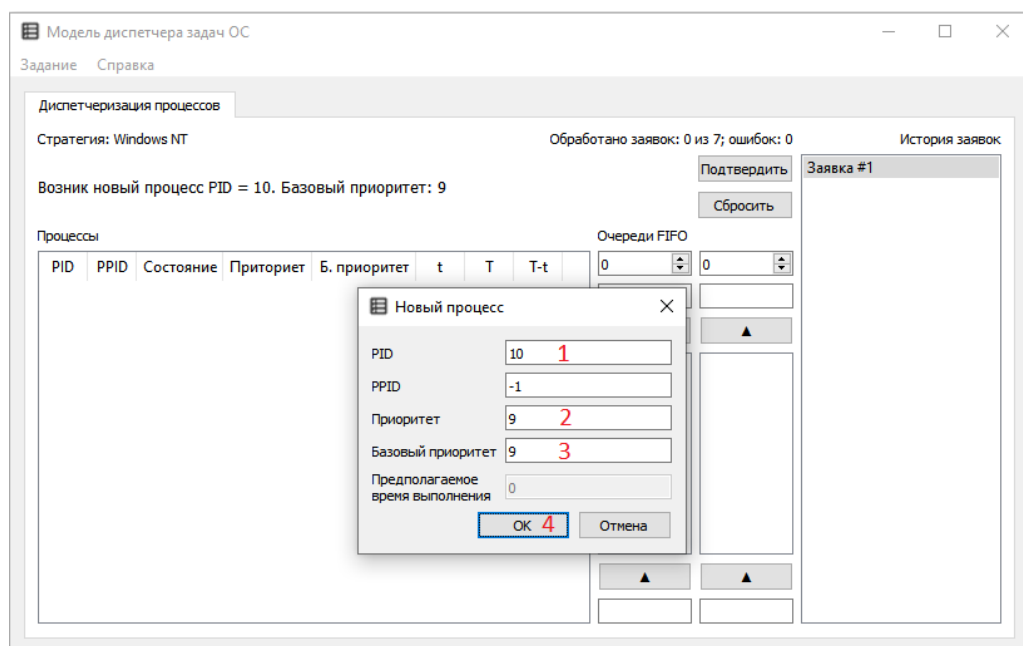 Модель диспетчера задач ОС
Задание Справка
Диспетчеризация процессов
Стратегия: Windows NT
Обработано заявок: 0 из 7; ошибок: 0
История заявок
Возник новый процесс PID = 10. Базовый приоритет: 9
Подтвердить
Сбросить
Заявка #1
Процессы
Очереди FIFO
PID PPID Состояние Приториет Б. приоритет t T T-t
0 0
Новый процесс
PID 10 1
PPID -1
Приоритет 9 2
Базовый приоритет 9 3
Предполагаемое
время выполнения 0
OK 4 Отмена